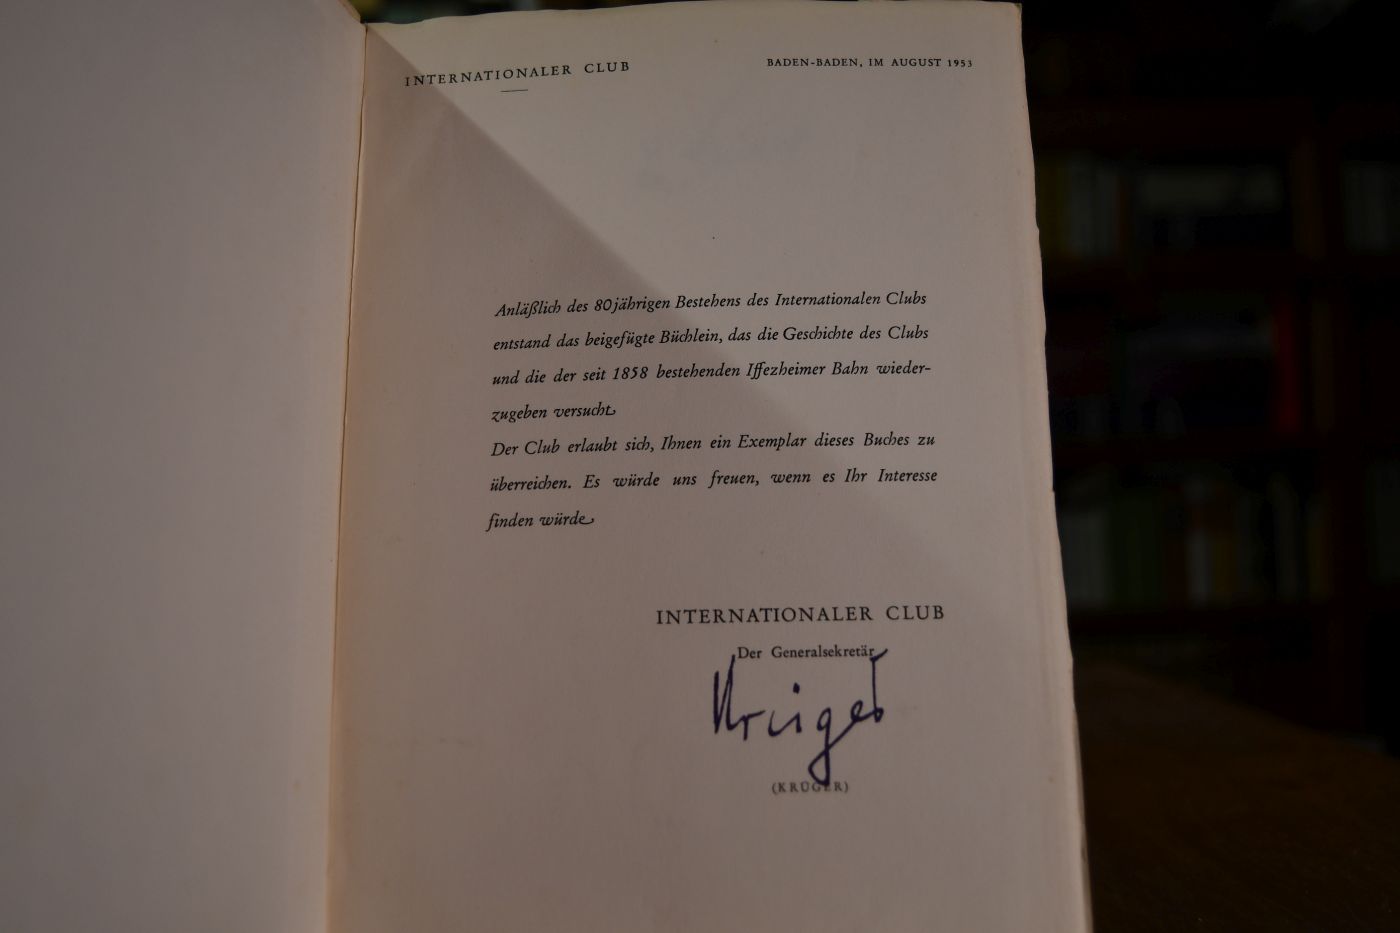 INTERNATIONALER CLUB
BADEN-BADEN, IM AUGUST 1953
Anläßlich des 80jährigen Bestehens des Internationalen Clubs
entstand das beigefügte Büchlein, das die Geschichte des Clubs
und die der seit 1858 bestehenden Iffezheimer Bahn wieder-
zugeben versucht.
Der Club erlaubt sich, Ihnen ein Exemplar dieses Buches zu
überreichen. Es würde uns freuen, wenn es Ihr Interesse
finden würde.
INTERNATIONALER CLUB
Der Generalsekretär
Krüger
(KRÜGER)